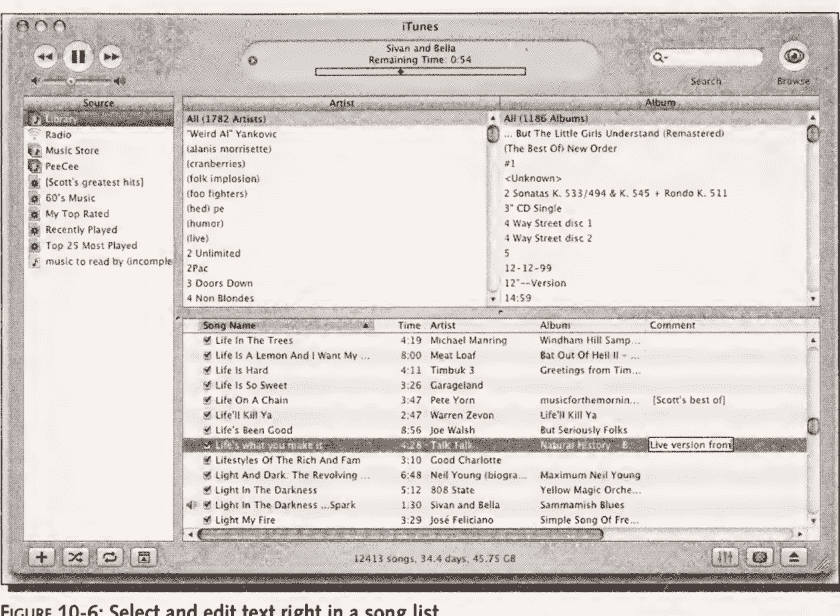 iTunes
Sivan and Bella
Remaining Time: 0:54
Search
Browse
Source
Library
Radio
Music Store
PeeCee
[Scott's greatest hits]
60's Music
My Top Rated
Recently Played
Top 25 Most Played
music to read by (incomple
Artist
All (1782 Artists)
"Weird Al" Yankovic
(alanis morrisette)
(cranberries)
(folk implosion)
(foo fighters)
(hed) pe
(humor)
(live)
2 Unlimited
2Pac
3 Doors Down
4 Non Blondes
Album
All (1186 Albums)
... But The Little Girls Understand (Remastered)
(The Best Of) New Order
#1
<Unknown>
2 Sonatas K. 533/494 & K. 545 + Rondo K. 511
3" CD Single
4 Way Street disc 1
4 Way Street disc 2
5
12-12-99
12"--Version
14:59
Song Name Time Artist Album Comment
Life In The Trees 4:19 Michael Manring Windham Hill Samp...
Life Is A Lemon And I Want My ... 8:00 Meat Loaf Bat Out Of Hell II - ...
Life Is Hard 4:11 Timbuk 3 Greetings from Tim...
Life Is So Sweet 3:26 Garageland
Life On A Chain 3:47 Pete Yorn musicforthemornin... [Scott's best of]
Life'll Kill Ya 2:47 Warren Zevon Life'll Kill Ya
Life's Been Good 8:56 Joe Walsh But Seriously Folks
Life's what you make it 4:28 Talk Talk Natural History - B... Live version from
Lifestyles Of The Rich And Fam 3:10 Good Charlotte
Light And Dark. The Revolving ... 6:48 Neil Young (biogra... Maximum Neil Young
Light In The Darkness 5:12 808 State Yellow Magic Orche...
Light In The Darkness ...Spark 1:30 Sivan and Bella Sammamish Blues
Light My Fire 3:29 José Feliciano Simple Song Of Fre...
12413 songs, 34.4 days, 45.75 GB
FIGURE 10-6: Select and edit text right in a song list